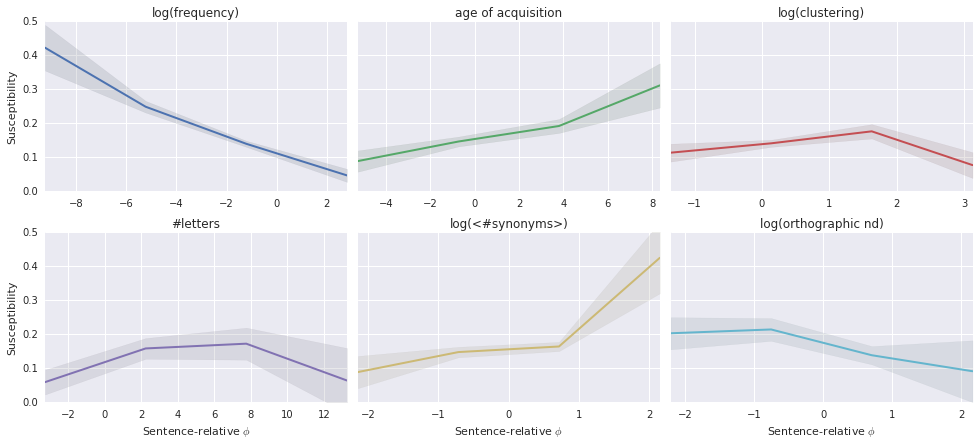 log(frequency) age of acquisition log(clustering)
0.5
0.4
0.3
0.2
0.1
0.0
Susceptibility
−8 −6 −4 −2 0 2 −4 −2 0 2 4 6 8 −1 0 1 2 3
#letters log(<#synonyms>) log(orthographic nd)
0.5
0.4
0.3
0.2
0.1
0.0
Susceptibility
−2 0 2 4 6 8 10 12 −2 −1 0 1 2 −2 −1 0 1 2
Sentence-relative ϕ Sentence-relative ϕ Sentence-relative ϕ